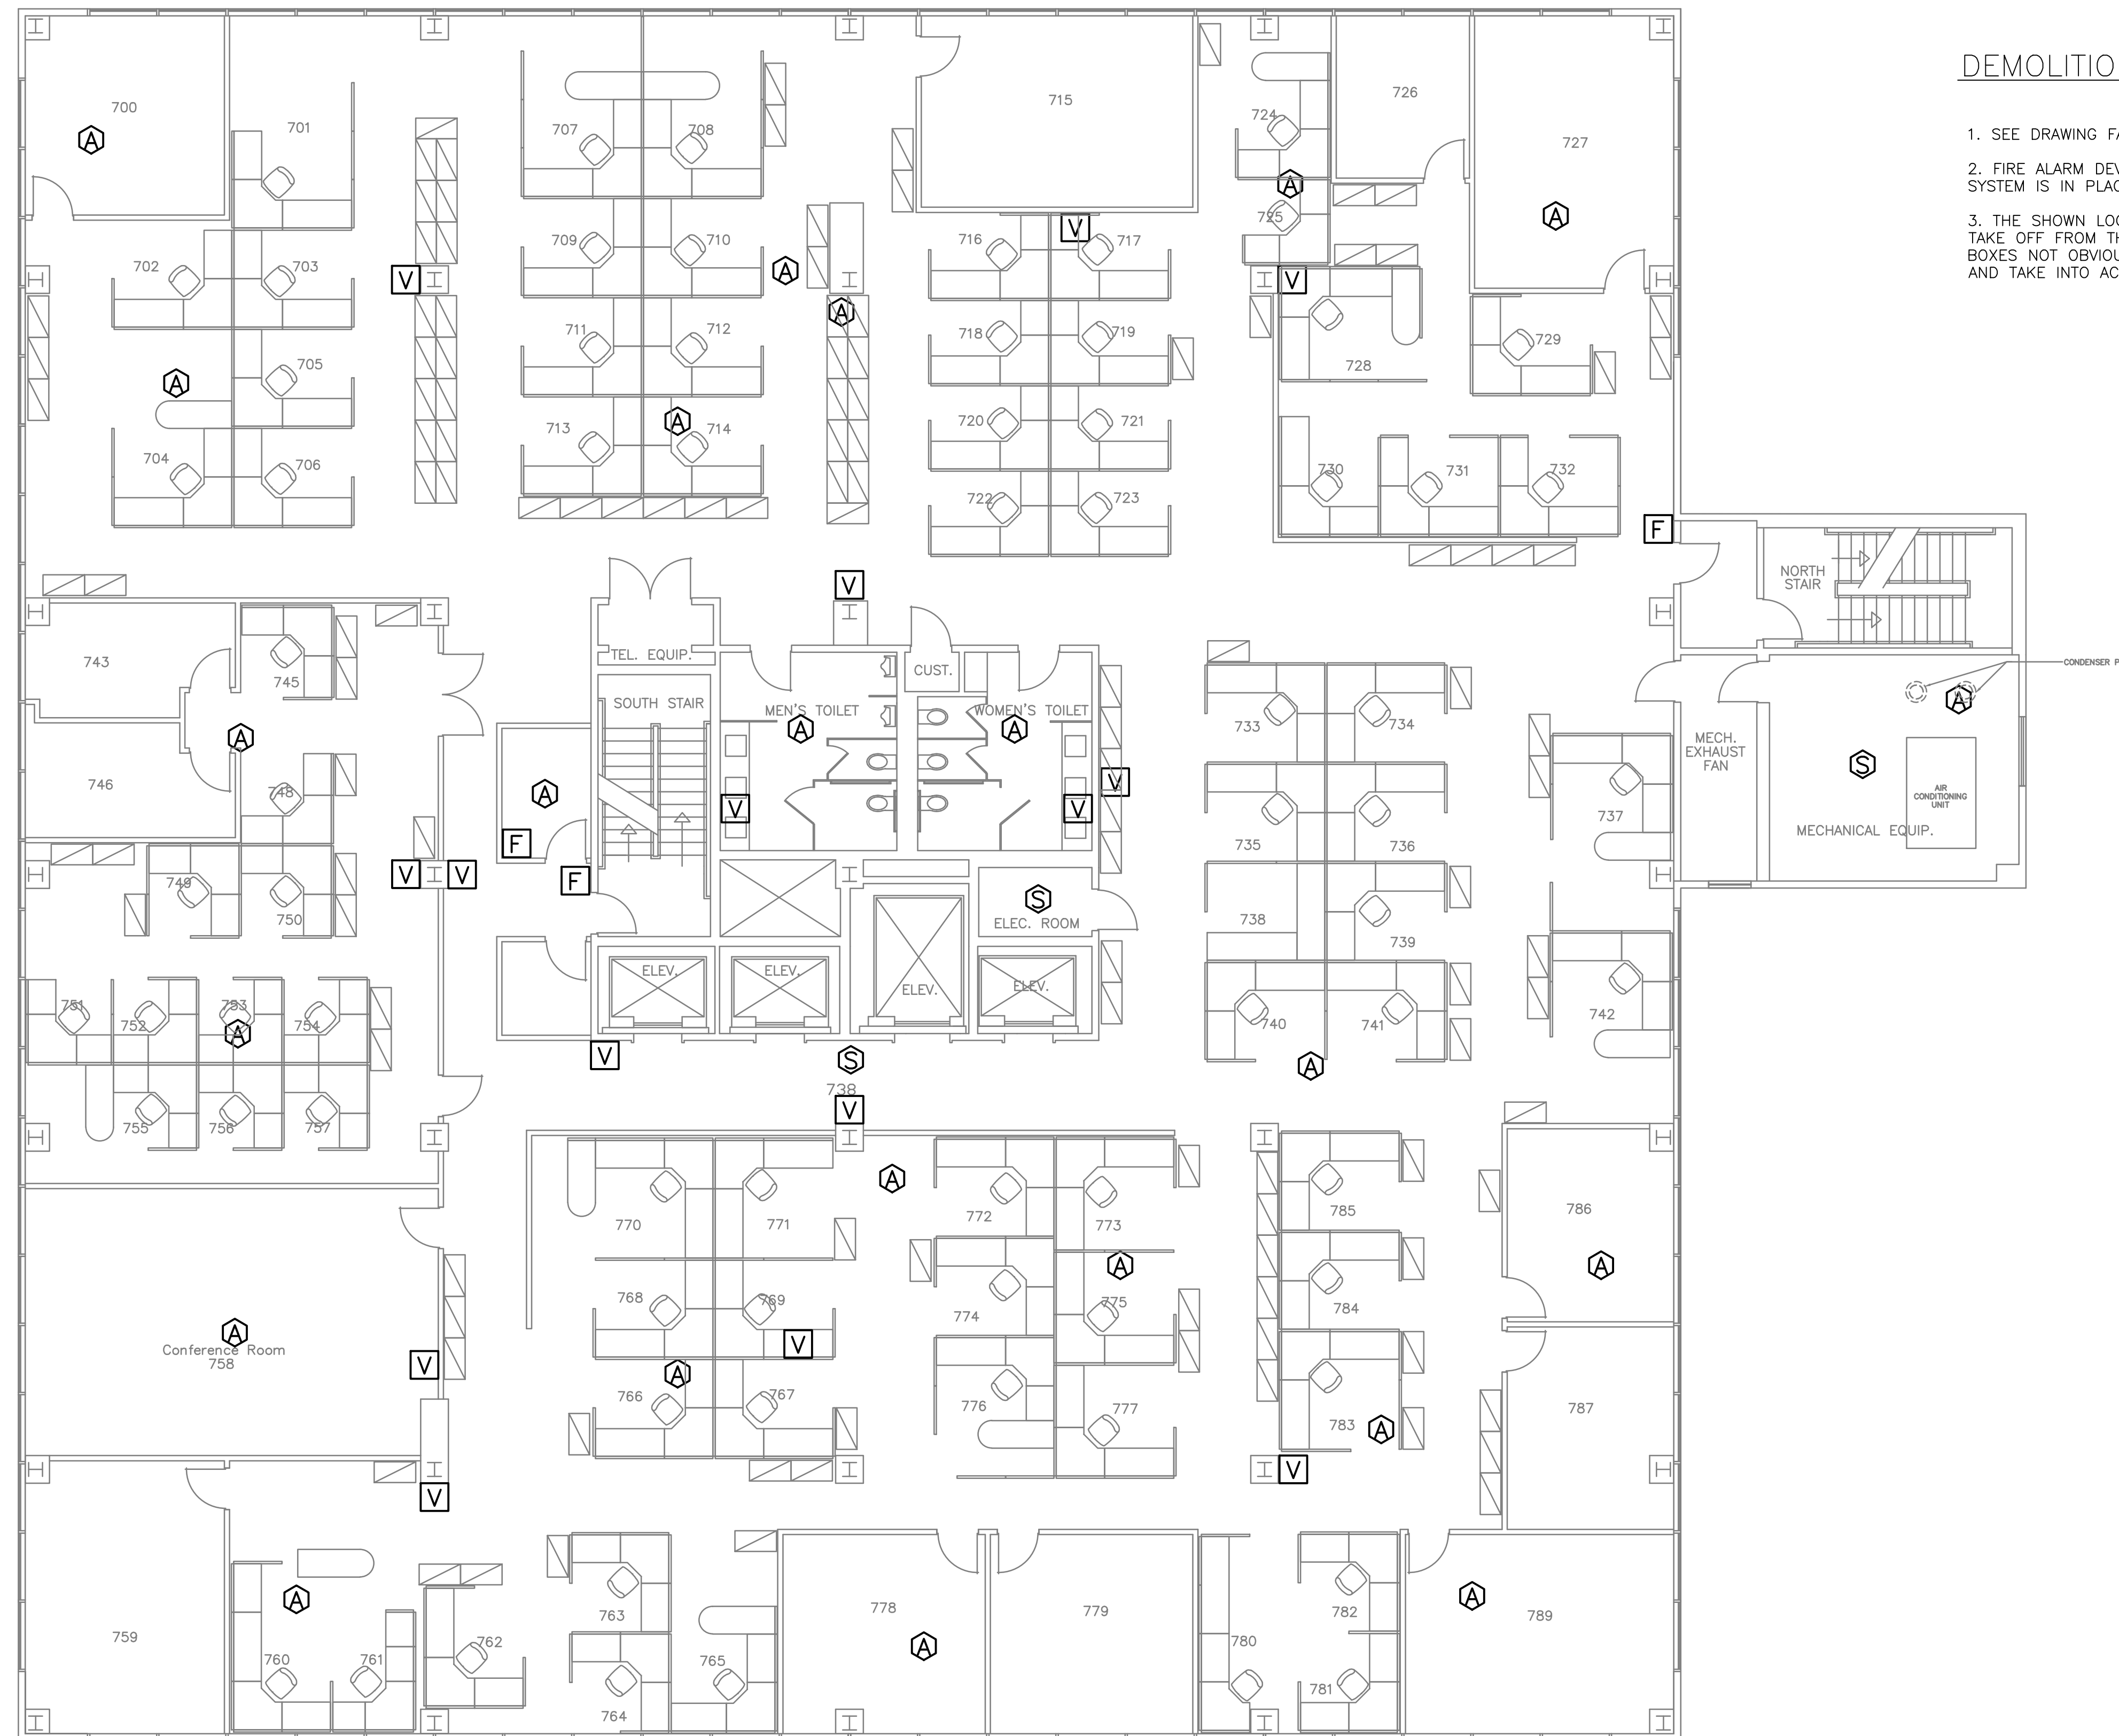 DEMOLITIO
1. SEE DRAWING FA
2. FIRE ALARM DEV
SYSTEM IS IN PLAC
3. THE SHOWN LOC
TAKE OFF FROM TH
BOXES NOT OBVIOU
AND TAKE INTO AC
700
A
701
707
708
715
724
726
727
A
725
A
702
703
V
709
710
A
A
716
V
717
V
705
A
711
712
718
719
728
729
704
706
713
A
714
720
721
722
723
730
731
732
F
NORTH
STAIR
V
743
745
TEL. EQUIP.
CUST.
SOUTH STAIR
MEN'S TOILET
A
WOMEN'S TOILET
A
733
734
CONDENSER P
A
A
746
748
A
V
V
V
F
F
735
736
737
MECH.
EXHAUST
FAN
S
AIR
CONDITIONING
UNIT
MECHANICAL EQUIP.
749
750
V
V
S
ELEC. ROOM
738
739
ELEV.
ELEV.
ELEV.
ELEV.
751
752
753
754
A
V
S
738
V
740
741
742
A
755
756
757
770
771
A
772
773
785
786
A
A
768
769
V
774
775
784
Conference Room
758
A
V
766
A
767
776
777
783
A
787
V
V
759
760
761
A
762
763
764
765
778
A
779
780
781
782
789
A